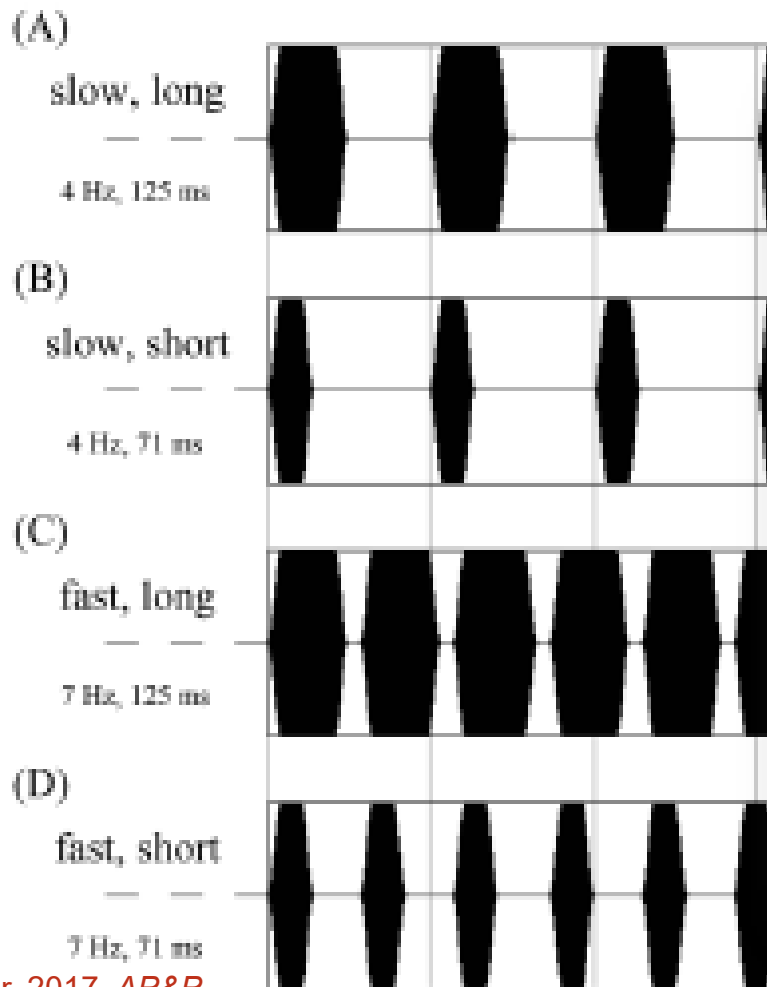 (A)
slow, long
4 Hz, 125 ms
(B)
slow, short
4 Hz, 71 ms
(C)
fast, long
7 Hz, 125 ms
(D)
fast, short
7 Hz, 71 ms
2017,